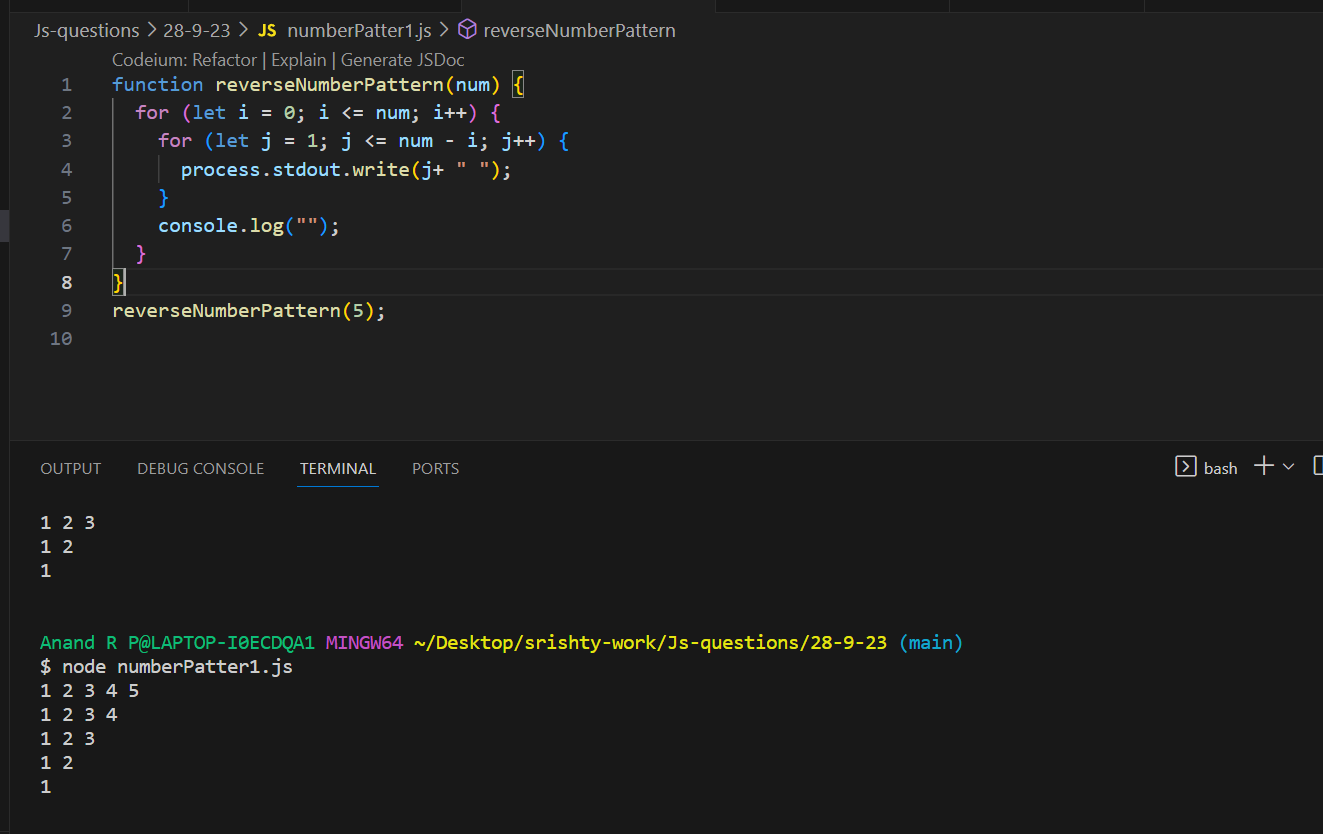 Js-questions > 28-9-23 > JS numberPatter1.js > reverseNumberPattern
Codeium: Refactor | Explain | Generate JSDoc
1 function reverseNumberPattern(num) {
2 for (let i = 0; i <= num; i++) {
3 for (let j = 1; j <= num - i; j++) {
4 process.stdout.write(j+ " ");
5 }
6 console.log("");
7 }
8 }
9 reverseNumberPattern(5);
10
OUTPUT DEBUG CONSOLE TERMINAL PORTS bash
1 2 3
1 2
1
Anand R P@LAPTOP-I0ECDQA1 MINGW64 ~/Desktop/srishty-work/Js-questions/28-9-23 (main)
$ node numberPatter1.js
1 2 3 4 5
1 2 3 4
1 2 3
1 2
1